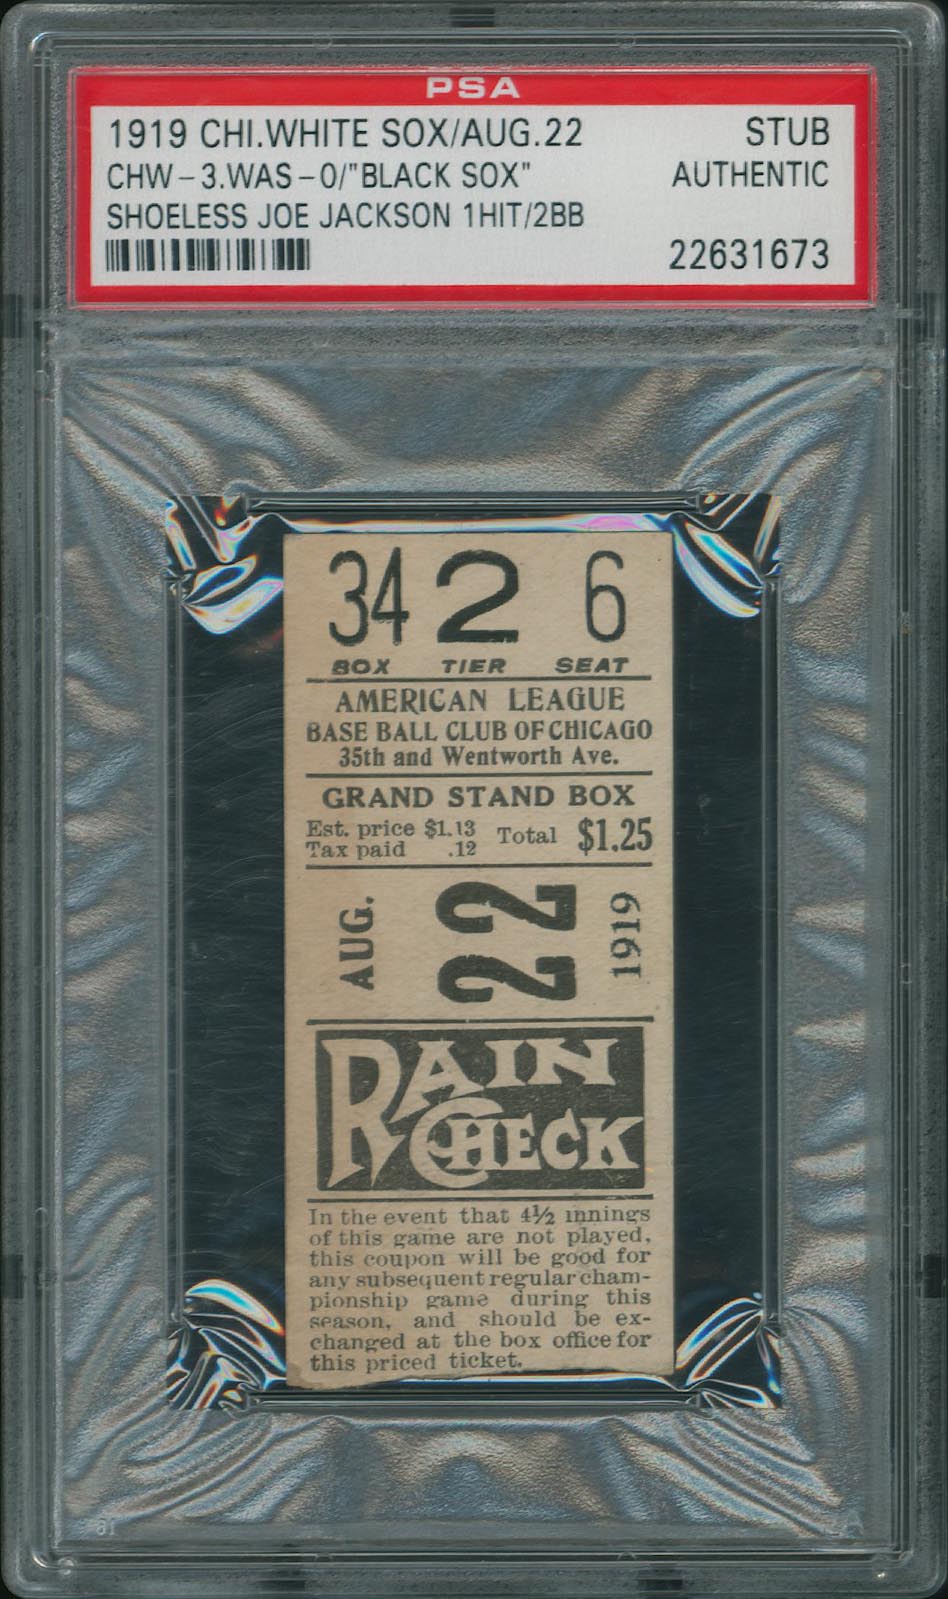 PSA
1919 CHI.WHITE SOX/AUG.22 STUB
CHW-3.WAS-0/"BLACK SOX" AUTHENTIC
SHOELESS JOE JACKSON 1HIT/2BB
22631673
34 2 6
BOX TIER SEAT
AMERICAN LEAGUE
BASE BALL CLUB OF CHICAGO
35th and Wentworth Ave.
GRAND STAND BOX
Est. price $1.13 Total $1.25
Tax paid .12
AUG. 22 1919
RAIN
CHECK
In the event that 4½ innings
of this game are not played,
this coupon will be good for
any subsequent regular cham-
pionship game during this
season, and should be ex-
changed at the box office for
this priced ticket.